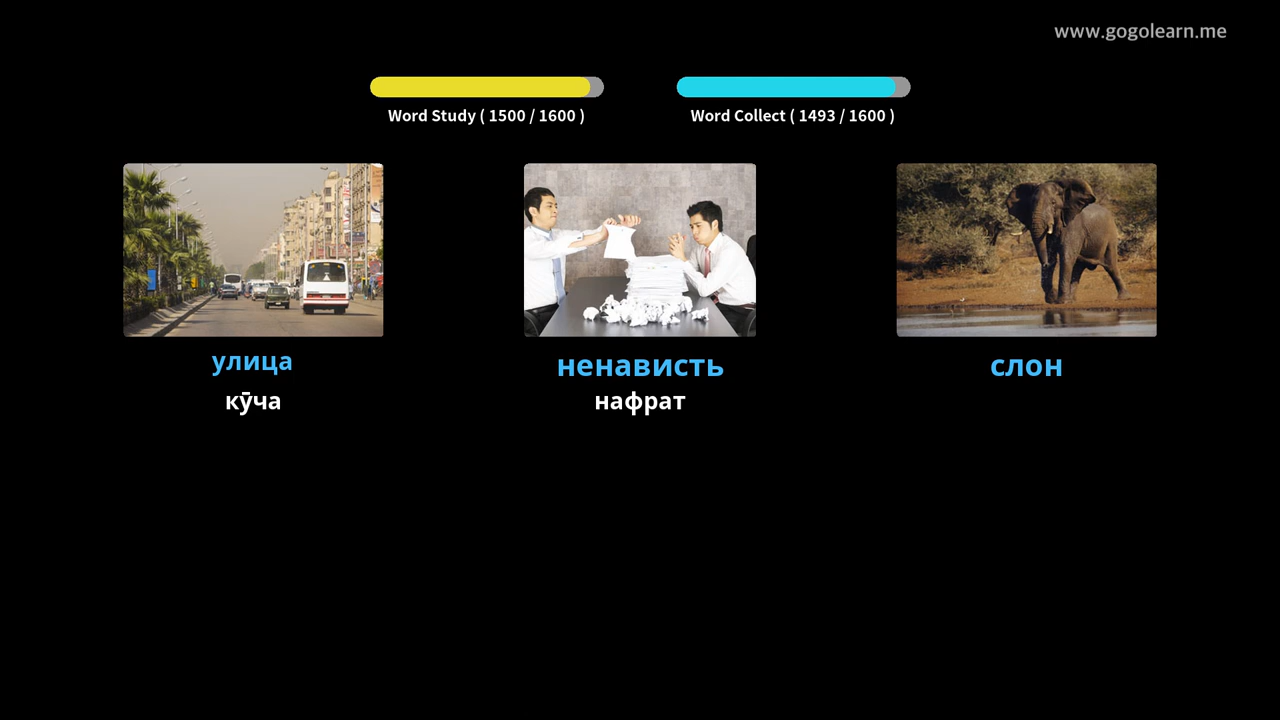 www.gogolearn.me
Word Study ( 1500 / 1600 )
Word Collect ( 1493 / 1600 )
улица
кӯча
ненависть
нафрат
слон